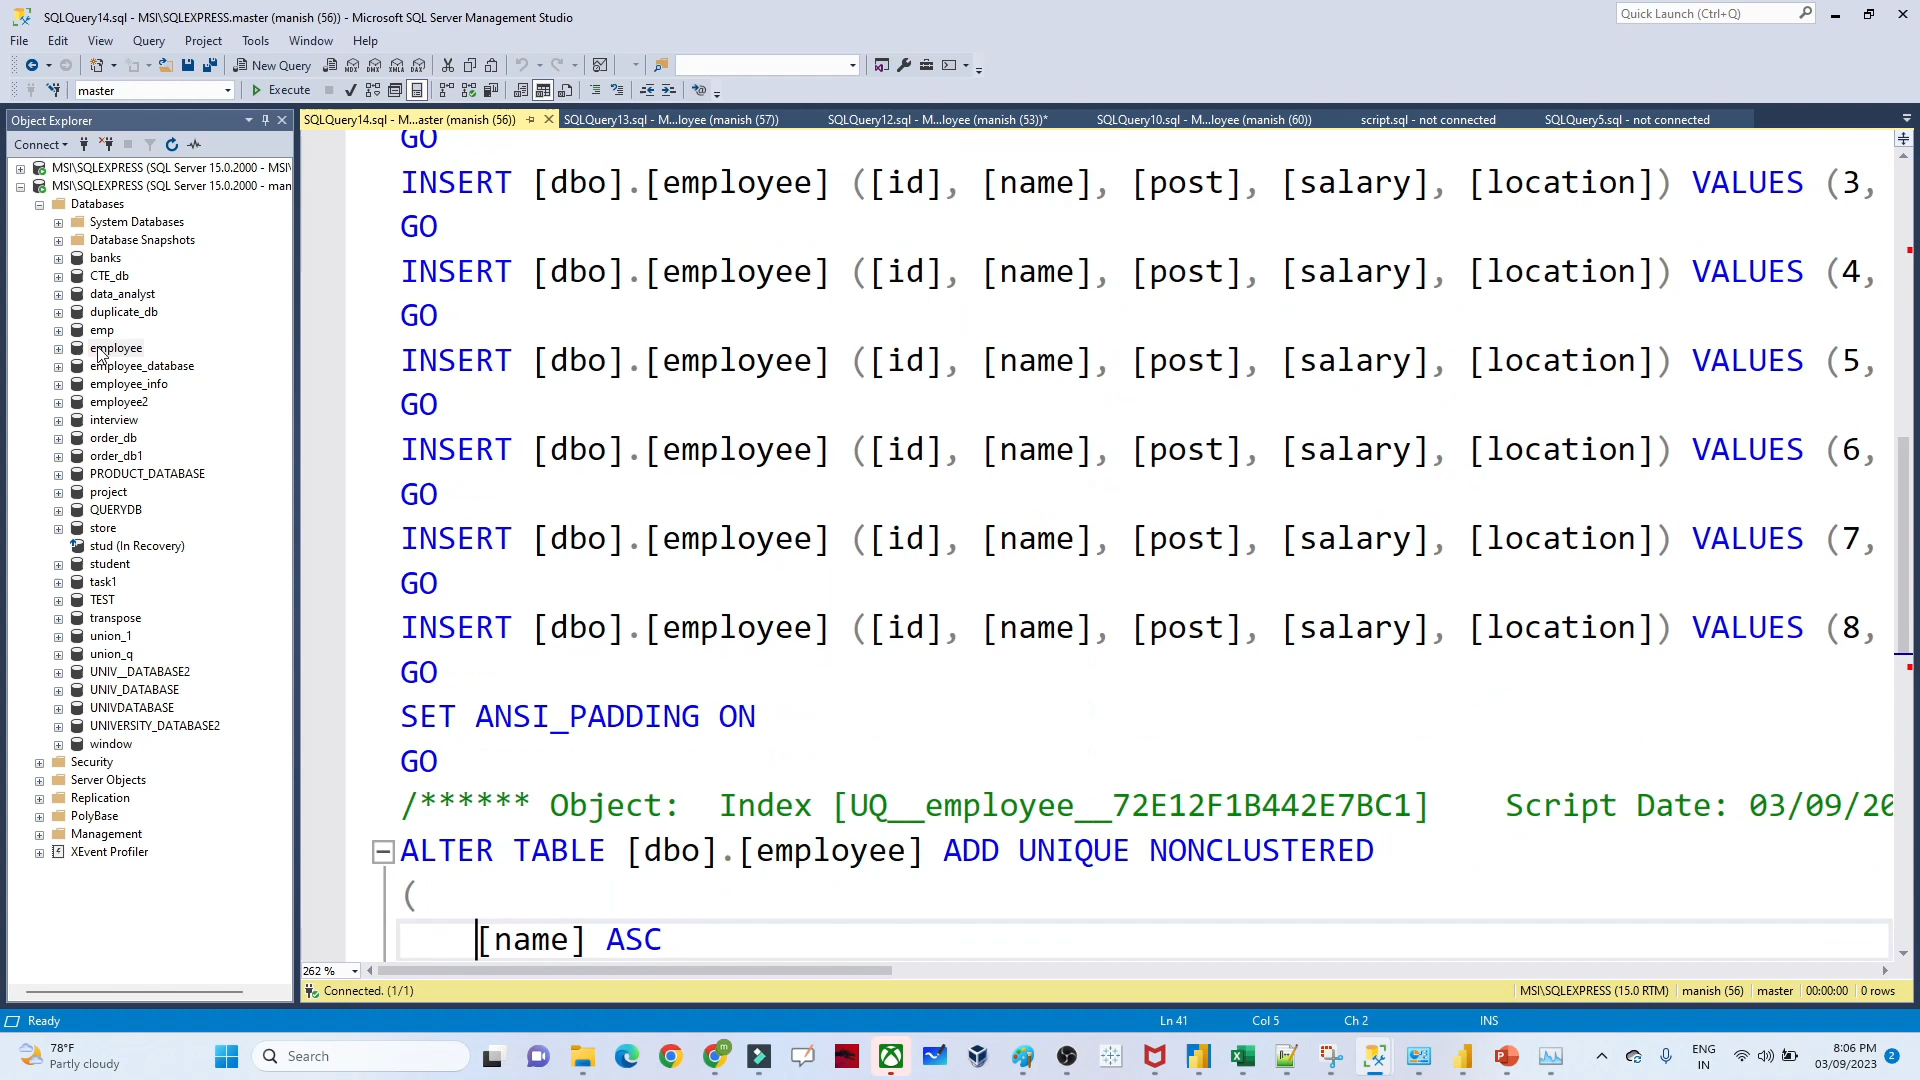 SQLQuery14.sql - MSI\SQLEXPRESS.master (manish (56)) - Microsoft SQL Server Management Studio
Quick Launch (Ctrl+Q)
File Edit View Query Project Tools Window Help
New Query
MDX DMX XMLA DAX
master
Execute
Object Explorer
SQLQuery14.sql - M...aster (manish (56))
SQLQuery13.sql - M...loyee (manish (57))
SQLQuery12.sql - M...loyee (manish (53))*
SQLQuery10.sql - M...loyee (manish (60))
script.sql - not connected
SQLQuery5.sql - not connected
Connect
MSI\SQLEXPRESS (SQL Server 15.0.2000 - MSI\
MSI\SQLEXPRESS (SQL Server 15.0.2000 - man
Databases
System Databases
Database Snapshots
banks
CTE_db
data_analyst
duplicate_db
emp
employee
employee_database
employee_info
employee2
interview
order_db
order_db1
PRODUCT_DATABASE
project
QUERYDB
store
stud (In Recovery)
student
task1
TEST
transpose
union_1
union_q
UNIV__DATABASE2
UNIV_DATABASE
UNIVDATABASE
UNIVERSITY_DATABASE2
window
Security
Server Objects
Replication
PolyBase
Management
XEvent Profiler
GO
INSERT [dbo].[employee] ([id], [name], [post], [salary], [location]) VALUES (3,
GO
INSERT [dbo].[employee] ([id], [name], [post], [salary], [location]) VALUES (4,
GO
INSERT [dbo].[employee] ([id], [name], [post], [salary], [location]) VALUES (5,
GO
INSERT [dbo].[employee] ([id], [name], [post], [salary], [location]) VALUES (6,
GO
INSERT [dbo].[employee] ([id], [name], [post], [salary], [location]) VALUES (7,
GO
INSERT [dbo].[employee] ([id], [name], [post], [salary], [location]) VALUES (8,
GO
SET ANSI_PADDING ON
GO
/****** Object:  Index [UQ__employee__72E12F1B442E7BC1]    Script Date: 03/09/20
ALTER TABLE [dbo].[employee] ADD UNIQUE NONCLUSTERED
(
[name] ASC
262 %
Connected. (1/1)
MSI\SQLEXPRESS (15.0 RTM) manish (56) master 00:00:00 0 rows
Ready
Ln 41 Col 5 Ch 2 INS
78°F
Partly cloudy
Search
ENG
IN
8:06 PM
03/09/2023
2